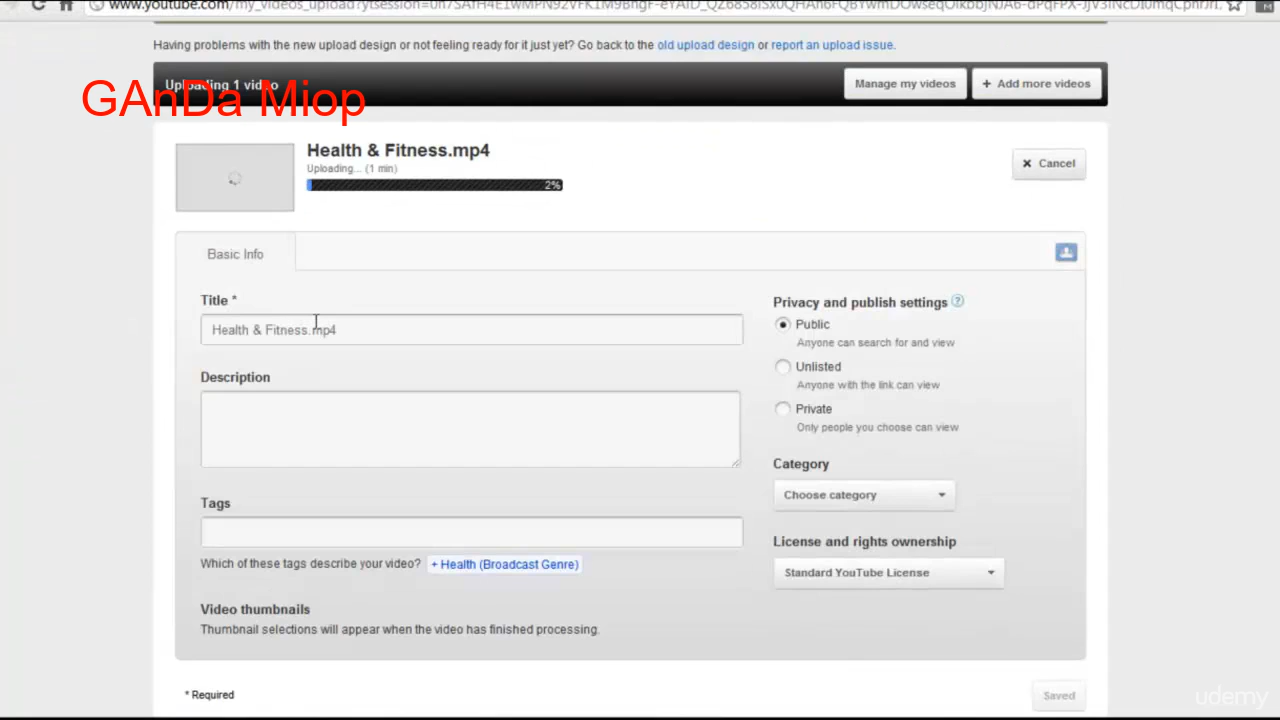 www.youtube.com/my_videos_upload?ytsession=
Having problems with the new upload design or not feeling ready for it just yet? Go back to the old upload design or report an upload issue.
Uploading 1 video
Manage my videos
+ Add more videos
GAnDa Miop
Health & Fitness.mp4
Uploading... (1 min)
2%
× Cancel
Basic Info
Title *
Health & Fitness.mp4
Description
Tags
Which of these tags describe your video? + Health (Broadcast Genre)
Video thumbnails
Thumbnail selections will appear when the video has finished processing.
Privacy and publish settings ?
Public
Anyone can search for and view
Unlisted
Anyone with the link can view
Private
Only people you choose can view
Category
Choose category
License and rights ownership
Standard YouTube License
* Required
Saved
udemy